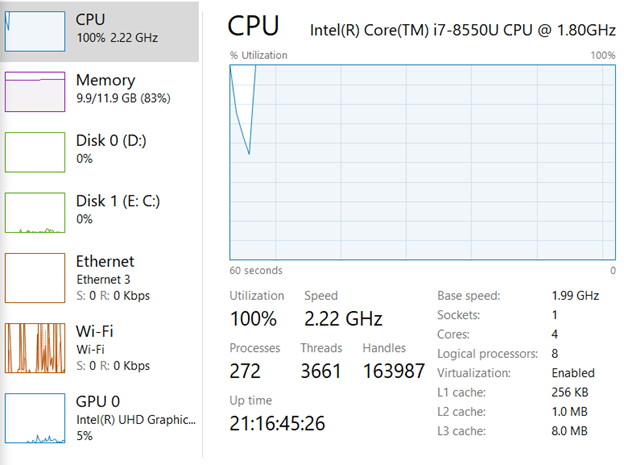 CPU
100% 2.22 GHz
Memory
9.9/11.9 GB (83%)
Disk 0 (D:)
0%
Disk 1 (E: C:)
0%
Ethernet
Ethernet 3
S: 0 R: 0 Kbps
Wi-Fi
Wi-Fi
S: 0 R: 0 Kbps
GPU 0
Intel(R) UHD Graphic...
5%
CPU Intel(R) Core(TM) i7-8550U CPU @ 1.80GHz
% Utilization 100%
60 seconds 0
Utilization Speed
100% 2.22 GHz
Processes Threads Handles
272 3661 163987
Up time
21:16:45:26
Base speed: 1.99 GHz
Sockets: 1
Cores: 4
Logical processors: 8
Virtualization: Enabled
L1 cache: 256 KB
L2 cache: 1.0 MB
L3 cache: 8.0 MB